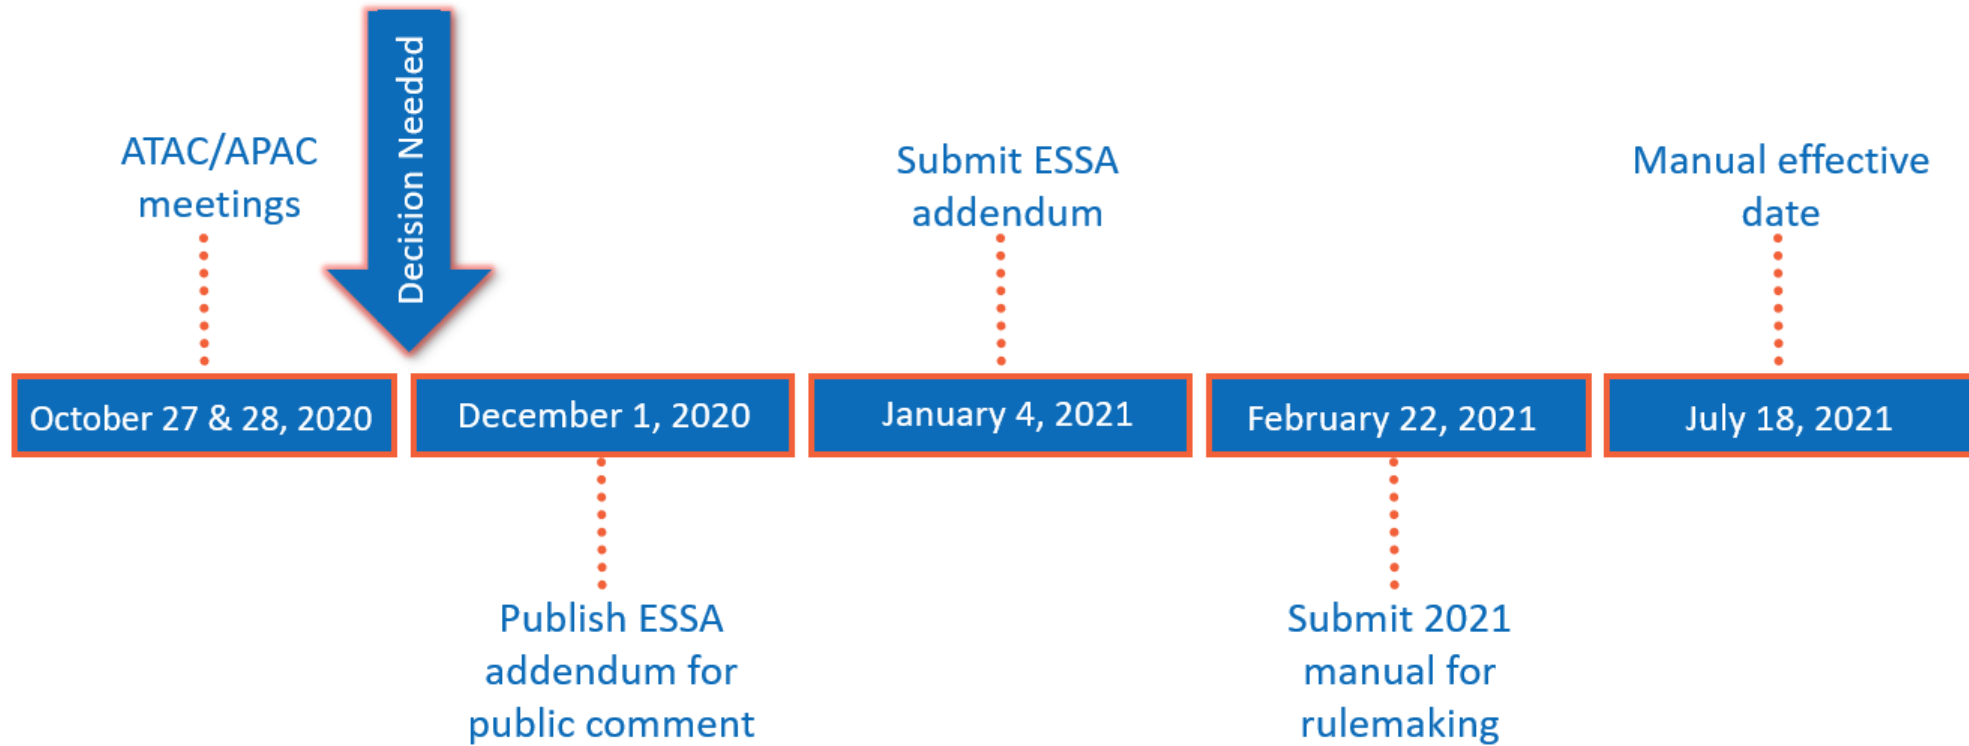 ATAC/APAC
meetings
Decision Needed
Submit ESSA
addendum
Manual effective
date
October 27 & 28, 2020
December 1, 2020
January 4, 2021
February 22, 2021
July 18, 2021
Publish ESSA
addendum for
public comment
Submit 2021
manual for
rulemaking